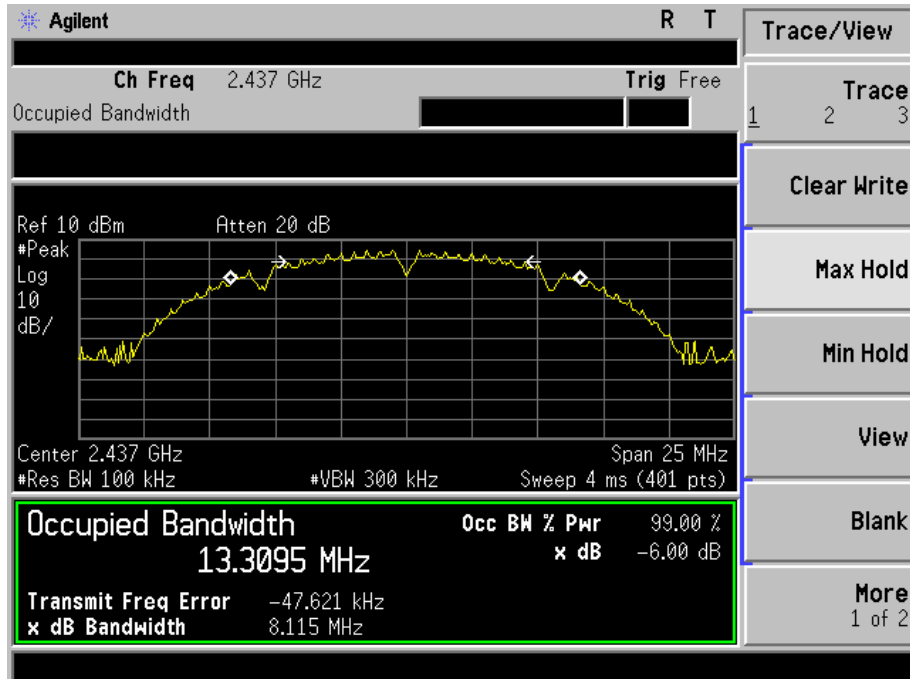 Agilent R T
Ch Freq 2.437 GHz Trig Free
Occupied Bandwidth
Ref 10 dBm Atten 20 dB
#Peak
Log
10
dB/
Center 2.437 GHz Span 25 MHz
#Res BW 100 kHz #VBW 300 kHz Sweep 4 ms (401 pts)
Occupied Bandwidth
13.3095 MHz
Occ BW % Pwr 99.00 %
x dB -6.00 dB
Transmit Freq Error -47.621 kHz
x dB Bandwidth 8.115 MHz
Trace/View
Trace
1 2 3
Clear Write
Max Hold
Min Hold
View
Blank
More
1 of 2